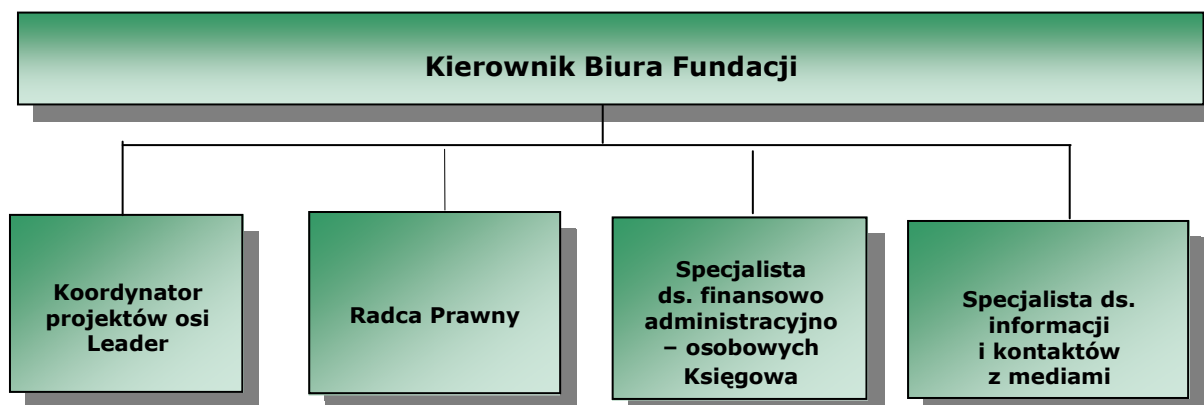 Kierownik Biura Fundacji
Koordynator
projektów osi
Leader
Radca Prawny
Specjalista
ds. finansowo
administracyjno
– osobowych
Księgowa
Specjalista ds.
informacji
i kontaktów
z mediami